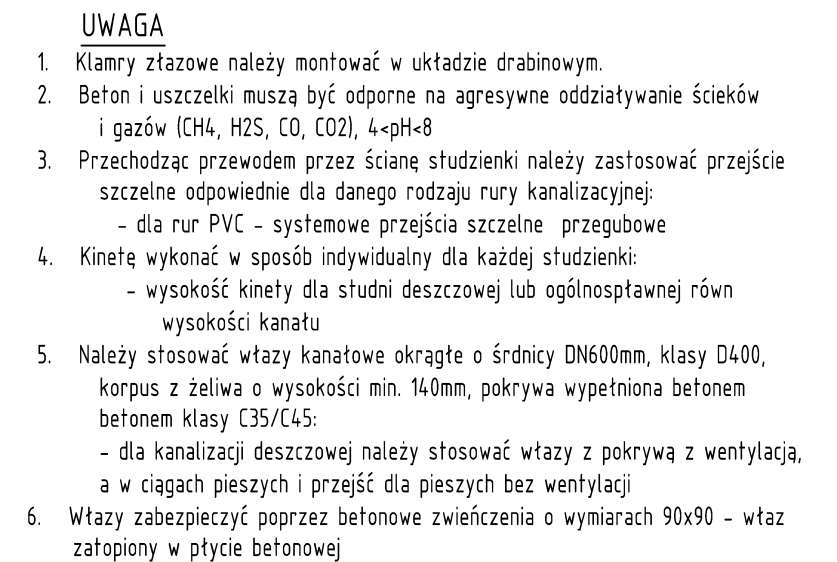 UWAGA
1. Klamry złazowe należy montować w układzie drabinowym.
2. Beton i uszczelki muszą być odporne na agresywne oddziaływanie ścieków
i gazów (CH4, H2S, CO, CO2), 4<pH<8
3. Przechodząc przewodem przez ścianę studzienki należy zastosować przejście
szczelne odpowiednie dla danego rodzaju rury kanalizacyjnej:
- dla rur PVC - systemowe przejścia szczelne przegubowe
4. Kinetę wykonać w sposób indywidualny dla każdej studzienki:
- wysokość kinety dla studni deszczowej lub ogólnospławnej równ
wysokości kanału
5. Należy stosować włazy kanałowe okrągłe o śrdnicy DN600mm, klasy D400,
korpus z żeliwa o wysokości min. 140mm, pokrywa wypełniona betonem
betonem klasy C35/C45:
- dla kanalizacji deszczowej należy stosować włazy z pokrywą z wentylacją,
a w ciągach pieszych i przejść dla pieszych bez wentylacji
6. Włazy zabezpieczyć poprzez betonowe zwieńczenia o wymiarach 90x90 - właz
zatopiony w płycie betonowej